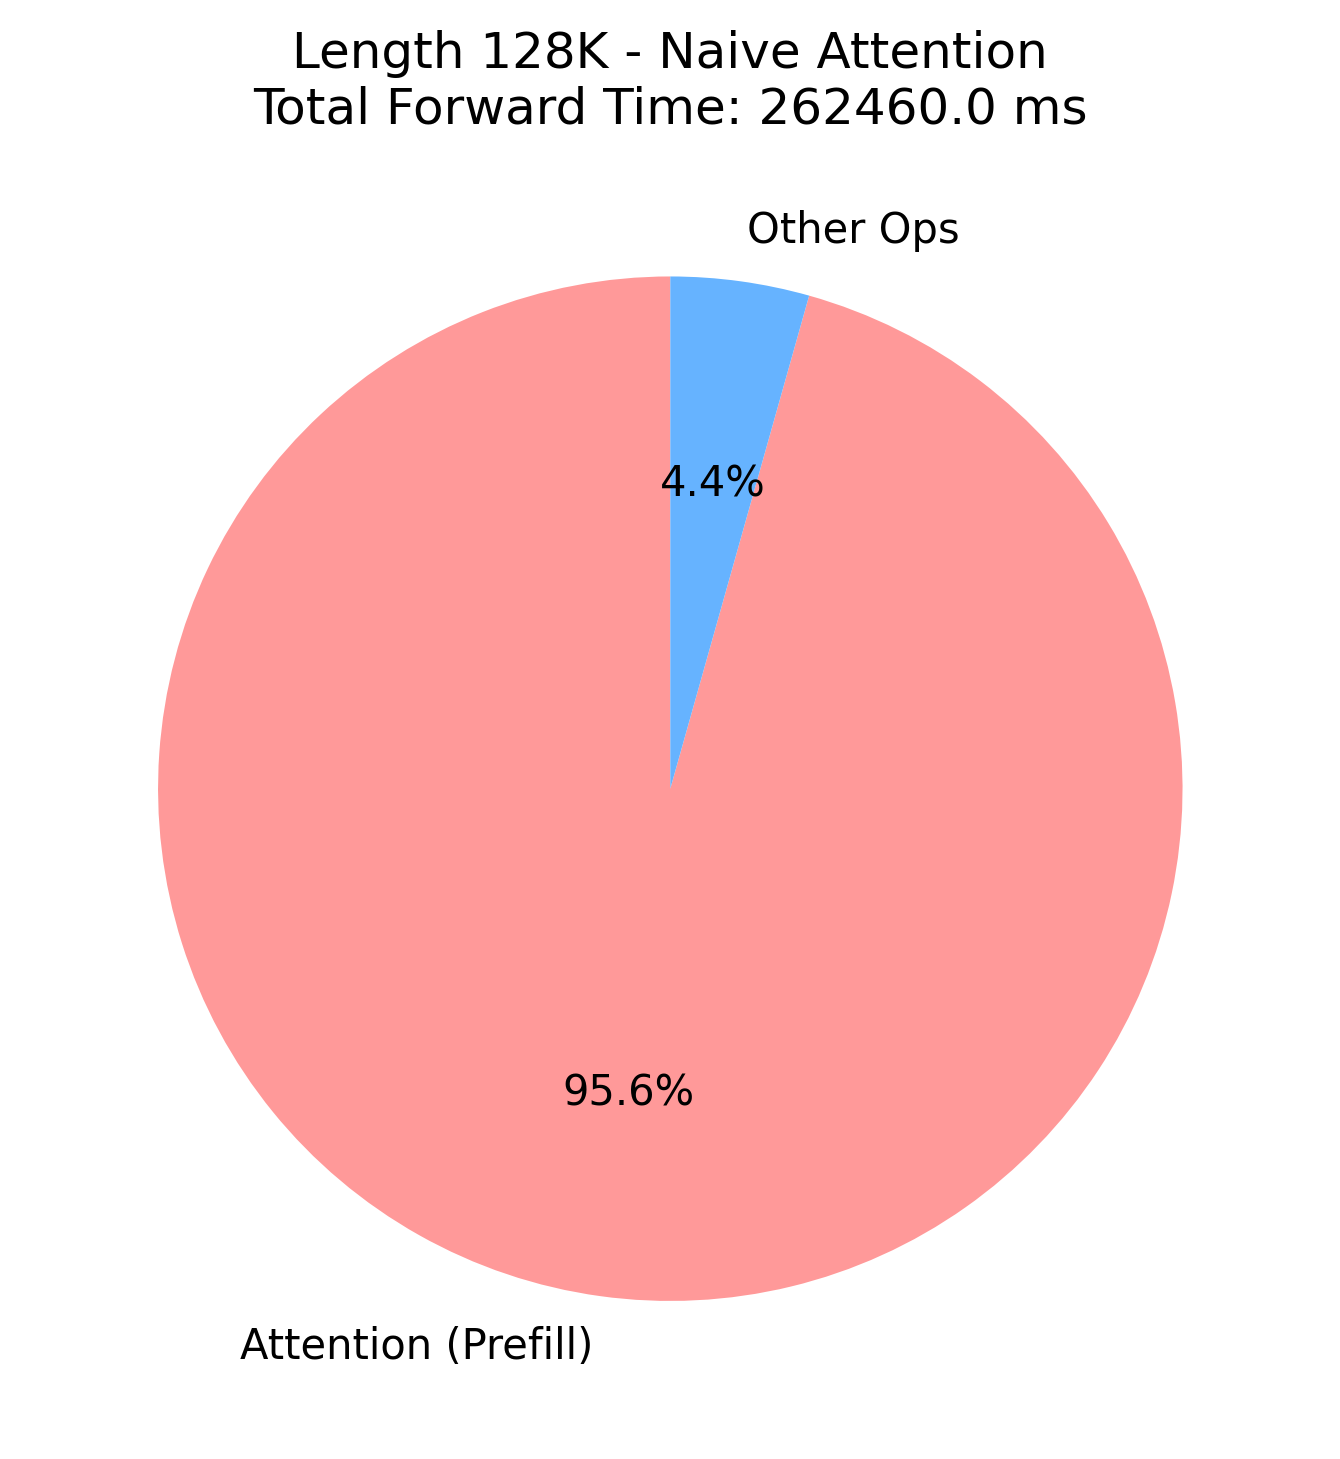 Length 128K - Naive Attention
Total Forward Time: 262460.0 ms
Other Ops
4.4%
95.6%
Attention (Prefill)